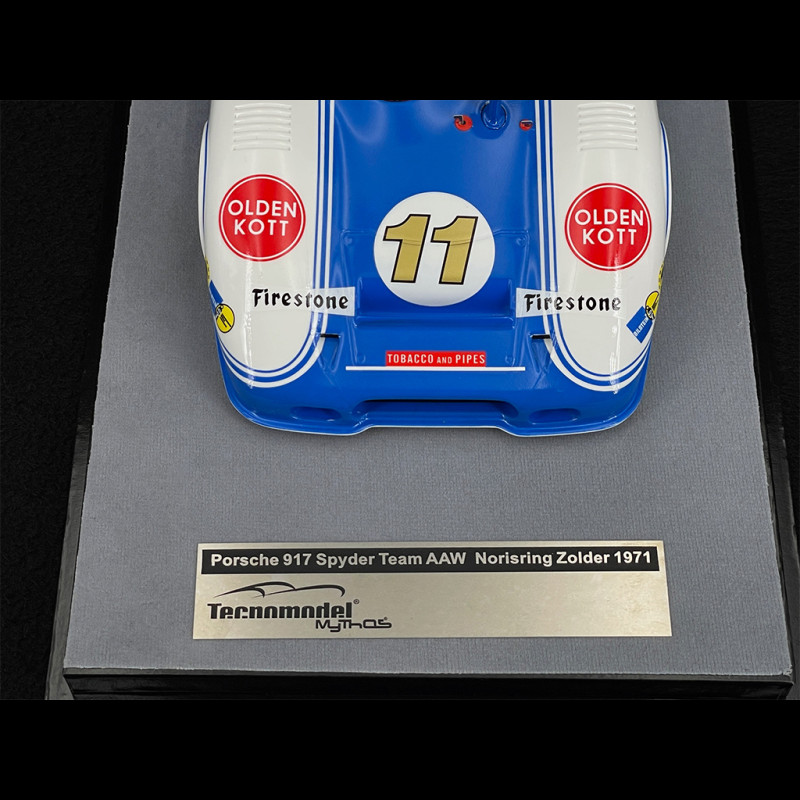 OLDEN
KOTT
11
OLDEN
KOTT
Firestone
Firestone
BILSTEIN
TOBACCO AND PIPES
Porsche 917 Spyder Team AAW Norisring Zolder 1971
Tecnomodel®
Mythos